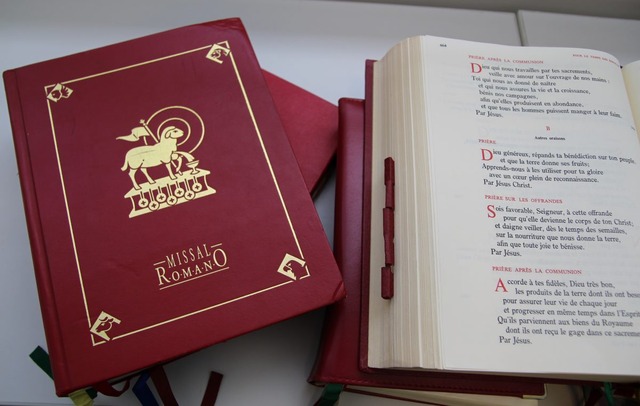 MISSAL
ROMANO
PRIÈRE APRÈS LA COMMUNION
Dieu qui nous travailles par tes sacrements,
veille avec amour sur l'ouvrage de nos mains ;
Toi qui nous as donné de naître
et qui nous assures la vie et la croissance,
bénis nos campagnes,
afin qu'elles produisent en abondance,
et que tous les hommes puissent manger à leur faim.
Par Jésus.
B
Autres oraisons
PRIÈRE
Dieu généreux, répands ta bénédiction sur ton peuple,
et que la terre donne ses fruits;
Apprends-nous à les utiliser pour ta gloire
avec un cœur plein de reconnaissance.
Par Jésus Christ.
PRIÈRE SUR LES OFFRANDES
Sois favorable, Seigneur, à cette offrande
pour qu'elle devienne le corps de ton Christ;
et daigne veiller, dès le temps des semailles,
sur la nourriture que nous donne la terre,
afin que toute joie te bénisse.
Par Jésus.
PRIÈRE APRÈS LA COMMUNION
Accorde à tes fidèles, Dieu très bon,
les produits de la terre dont ils ont besoin
pour assurer leur vie de chaque jour
et progresser en même temps dans l'Esprit
Qu'ils parviennent aux biens du Royaume
dont ils ont reçu le gage dans ce sacrement
Par Jésus.